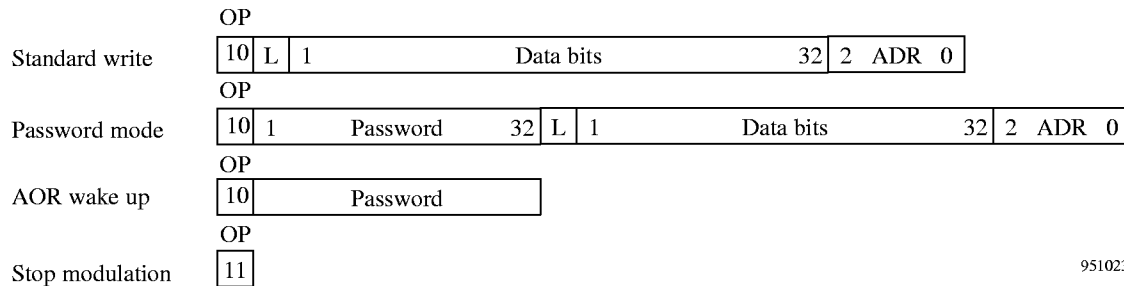 OP
Standard write 10 L 1 Data bits 32 2 ADR 0
OP
Password mode 10 1 Password 32 L 1 Data bits 32 2 ADR 0
OP
AOR wake up 10 Password
OP
Stop modulation 11 951023